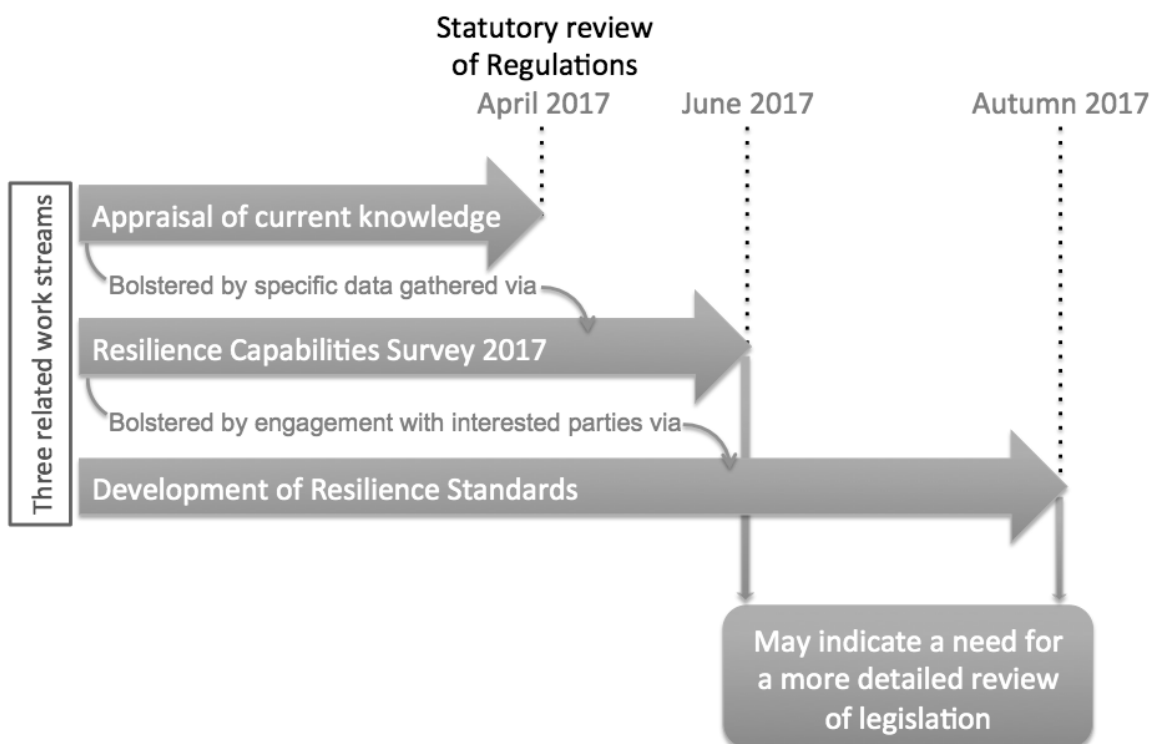 Statutory review
of Regulations
April 2017
June 2017
Autumn 2017
Three related work streams
Appraisal of current knowledge
Bolstered by specific data gathered via
Resilience Capabilities Survey 2017
Bolstered by engagement with interested parties via
Development of Resilience Standards
May indicate a need for
a more detailed review
of legislation